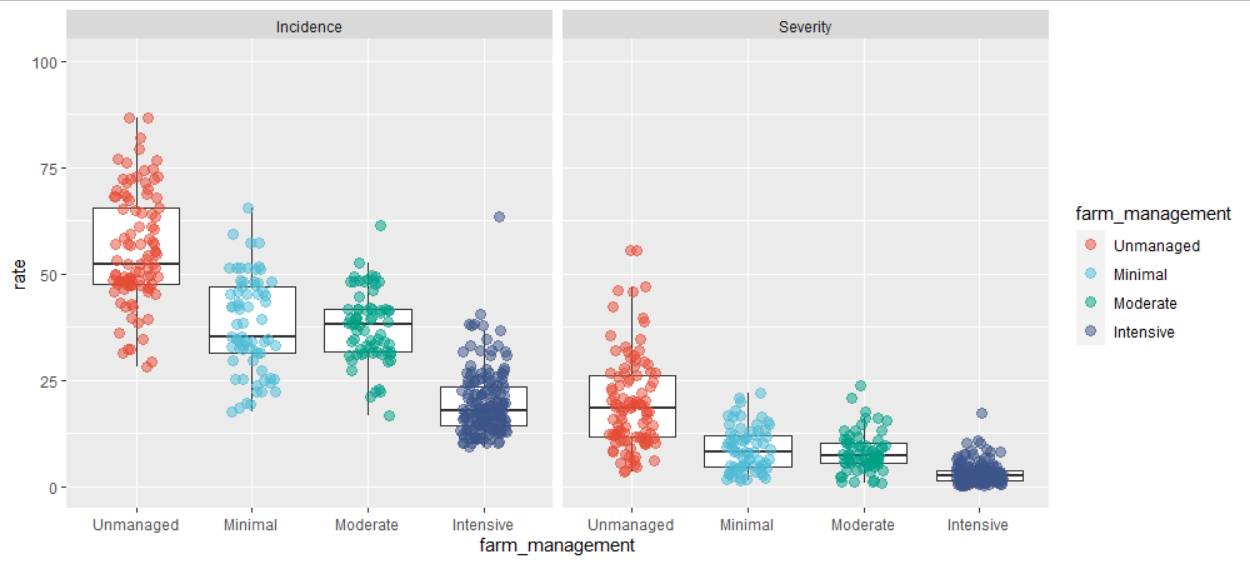 Incidence
Severity
100
75
50
25
0
rate
Unmanaged Minimal Moderate Intensive
Unmanaged Minimal Moderate Intensive
farm_management
farm_management
Unmanaged
Minimal
Moderate
Intensive